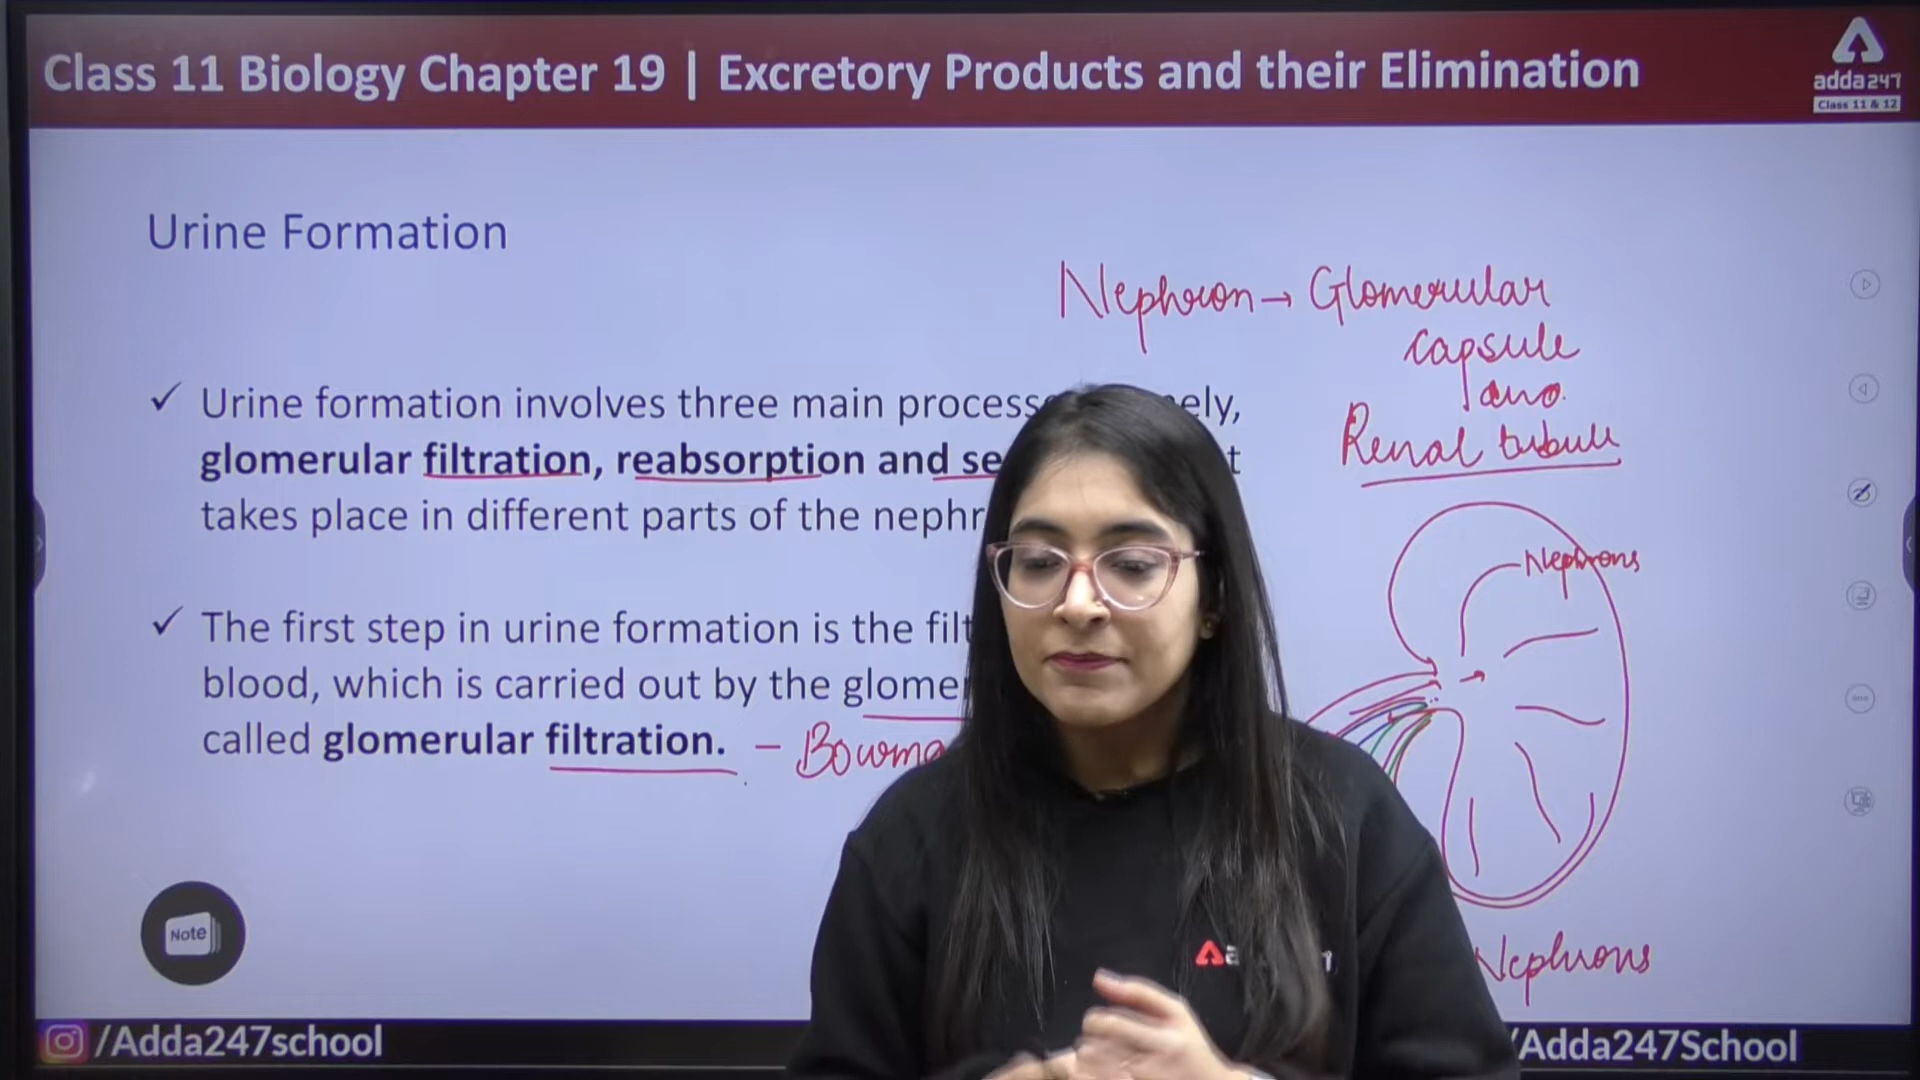 Class 11 Biology Chapter 19 | Excretory Products and their Elimination
adda247
Class 11 & 12
Urine Formation
Nephron → Glomerular
capsule
and
Renal tubule
✓ Urine formation involves three main process ely,
glomerular filtration, reabsorption and se t
takes place in different parts of the nephr
Nephrons
✓ The first step in urine formation is the filt
blood, which is carried out by the glome
called glomerular filtration. – Bowma
Note
Nephrons
/Adda247school
/Adda247School